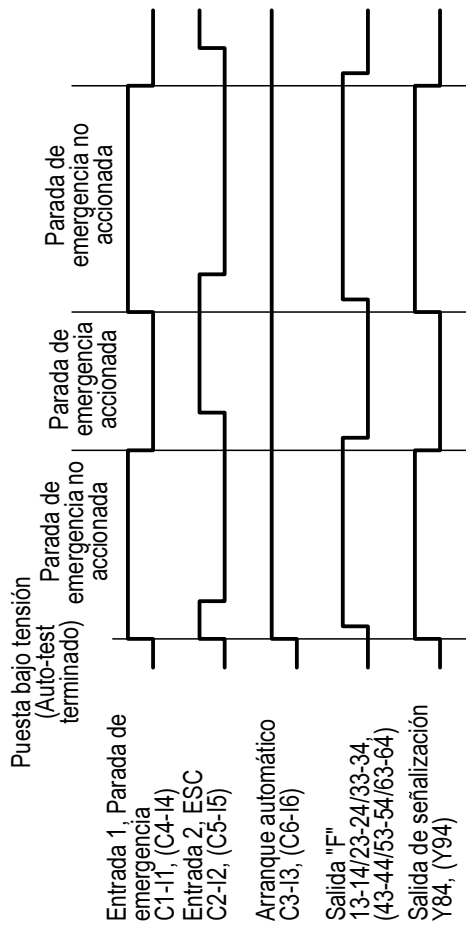 Puesta bajo tensión
(Auto-test
terminado)
Parada de
emergencia no
accionada
Parada de
emergencia
accionada
Parada de
emergencia no
accionada
Entrada 1, Parada de
emergencia
C1-I1, (C4-I4)
Entrada 2, ESC
C2-I2, (C5-I5)
Arranque automático
C3-I3, (C6-I6)
Salida "F"
13-14/23-24/33-34,
(43-44/53-54/63-64)
Salida de señalización
Y84, (Y94)